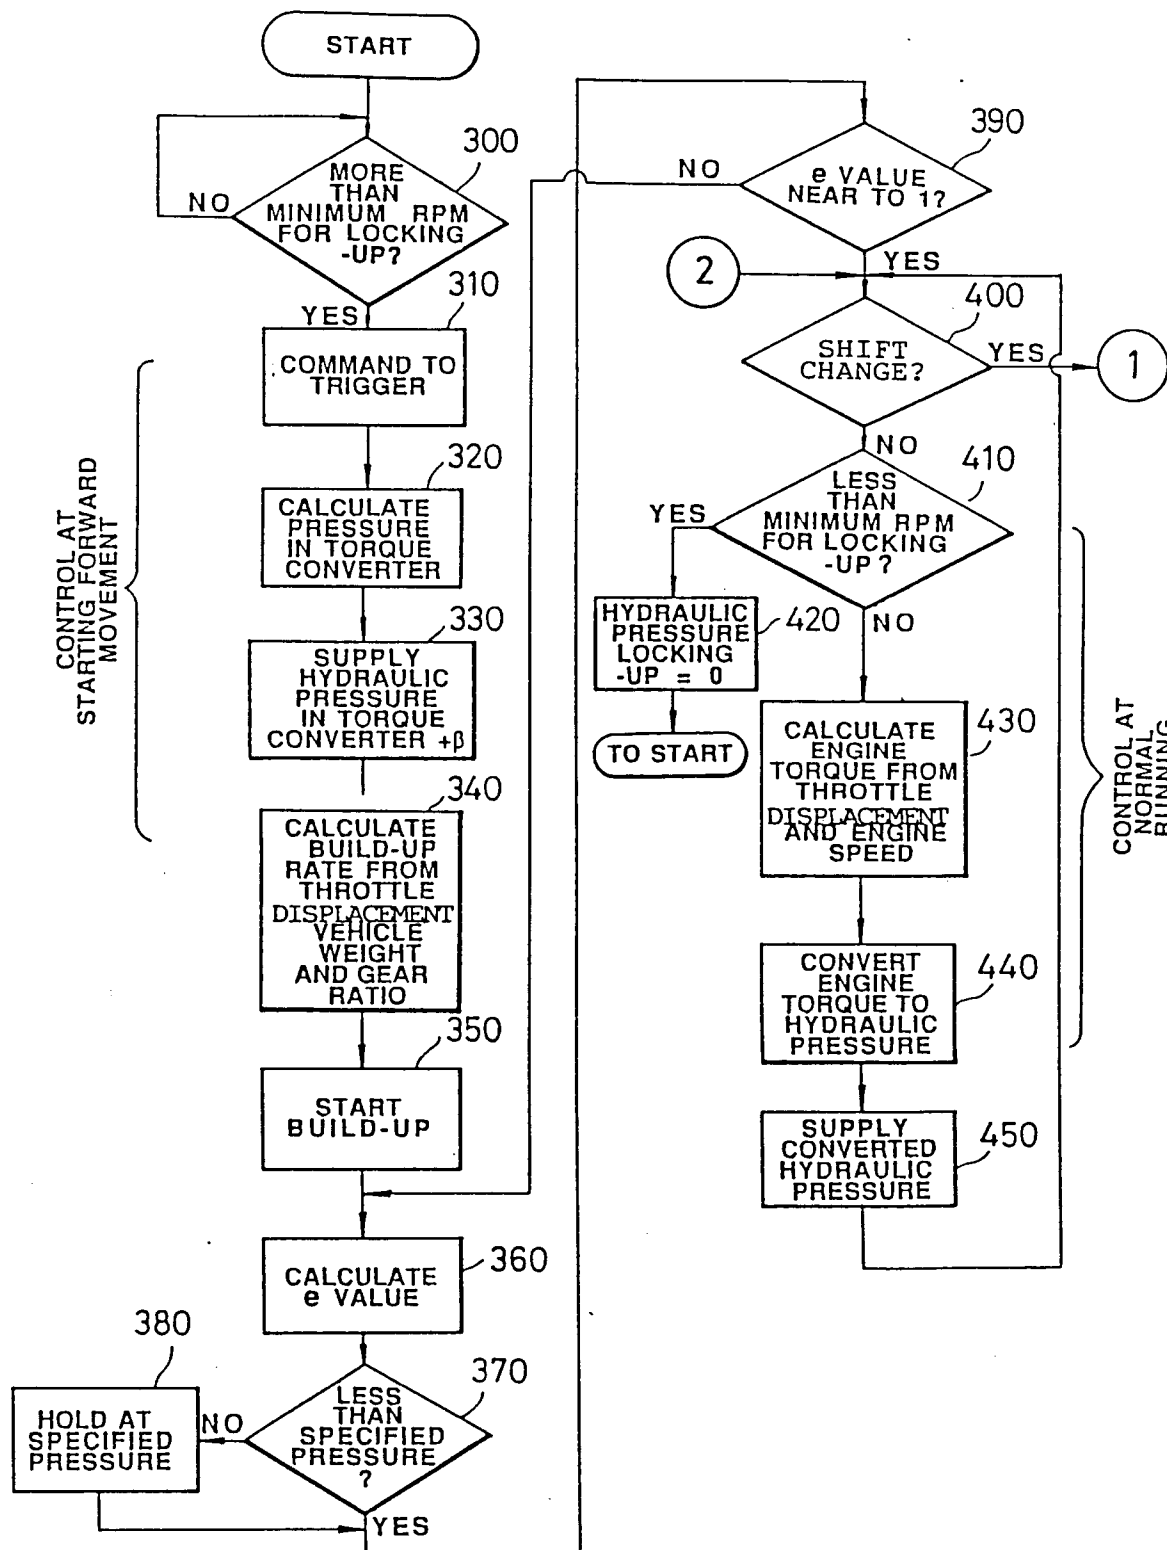 START
300
MORE
THAN
MINIMUM RPM
FOR LOCKING
-UP?
NO
YES
310
COMMAND TO
TRIGGER
320
CALCULATE
PRESSURE
IN TORQUE
CONVERTER
330
SUPPLY
HYDRAULIC
PRESSURE
IN TORQUE
CONVERTER +β
340
CALCULATE
BUILD-UP
RATE FROM
THROTTLE
DISPLACEMENT
VEHICLE
WEIGHT
AND GEAR
RATIO
CONTROL AT
STARTING FORWARD
MOVEMENT
350
START
BUILD-UP
360
CALCULATE
e VALUE
370
LESS
THAN
SPECIFIED
PRESSURE
?
NO
380
HOLD AT
SPECIFIED
PRESSURE
YES
390
e VALUE
NEAR TO 1?
NO
YES
2
400
SHIFT
CHANGE?
YES
1
NO
410
LESS
THAN
MINIMUM RPM
FOR LOCKING
-UP?
YES
420
HYDRAULIC
PRESSURE
LOCKING
-UP = 0
TO START
NO
430
CALCULATE
ENGINE
TORQUE FROM
THROTTLE
DISPLACEMENT
AND ENGINE
SPEED
440
CONVERT
ENGINE
TORQUE TO
HYDRAULIC
PRESSURE
450
SUPPLY
CONVERTED
HYDRAULIC
PRESSURE
CONTROL AT
NORMAL
RUNNING